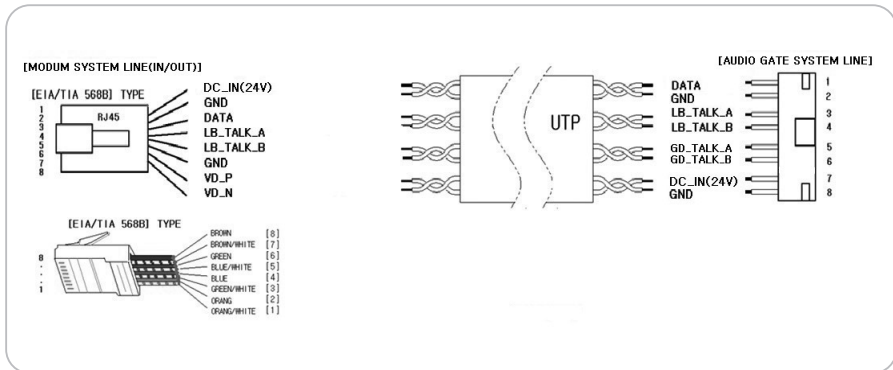 [MODUM SYSTEM LINE(IN/OUT)]
[EIA/TIA 568B] TYPE
1
2
3
4
5
6
7
8
RJ45
DC_IN(24V)
GND
DATA
LB_TALK_A
LB_TALK_B
GND
VD_P
VD_N
[EIA/TIA 568B] TYPE
8
.
.
.
1
BROWN [8]
BROWN/WHITE [7]
GREEN [6]
BLUE/WHITE [5]
BLUE [4]
GREEN/WHITE [3]
ORANG [2]
ORANG/WHITE [1]
UTP
[AUDIO GATE SYSTEM LINE]
DATA 1
GND 2
LB_TALK_A 3
LB_TALK_B 4
GD_TALK_A 5
GD_TALK_B 6
DC_IN(24V) 7
GND 8